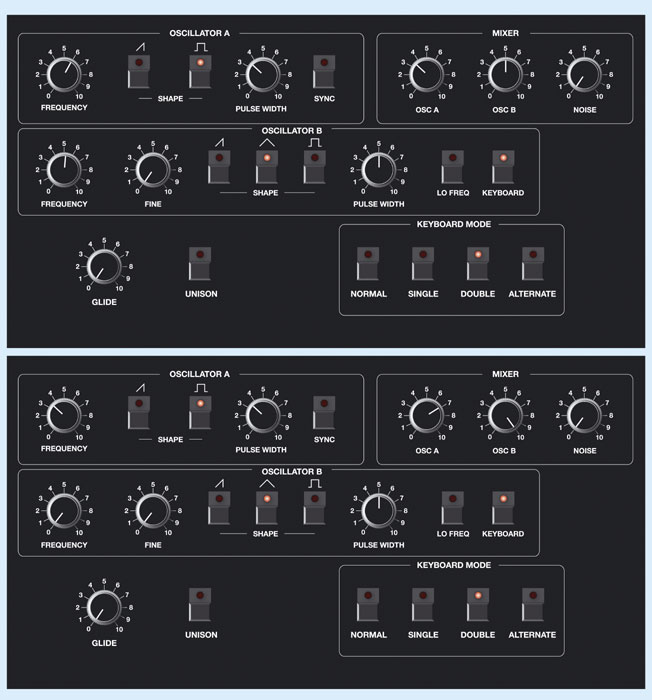 OSCILLATOR A
0 1 2 3 4 5 6 7 8 9 10
FREQUENCY
SHAPE
0 1 2 3 4 5 6 7 8 9 10
PULSE WIDTH
SYNC
MIXER
0 1 2 3 4 5 6 7 8 9 10
OSC A
0 1 2 3 4 5 6 7 8 9 10
OSC B
0 1 2 3 4 5 6 7 8 9 10
NOISE
OSCILLATOR B
0 1 2 3 4 5 6 7 8 9 10
FREQUENCY
0 1 2 3 4 5 6 7 8 9 10
FINE
SHAPE
0 1 2 3 4 5 6 7 8 9 10
PULSE WIDTH
LO FREQ
KEYBOARD
0 1 2 3 4 5 6 7 8 9 10
GLIDE
UNISON
KEYBOARD MODE
NORMAL
SINGLE
DOUBLE
ALTERNATE
OSCILLATOR A
0 1 2 3 4 5 6 7 8 9 10
FREQUENCY
SHAPE
0 1 2 3 4 5 6 7 8 9 10
PULSE WIDTH
SYNC
MIXER
0 1 2 3 4 5 6 7 8 9 10
OSC A
0 1 2 3 4 5 6 7 8 9 10
OSC B
0 1 2 3 4 5 6 7 8 9 10
NOISE
OSCILLATOR B
0 1 2 3 4 5 6 7 8 9 10
FREQUENCY
0 1 2 3 4 5 6 7 8 9 10
FINE
SHAPE
0 1 2 3 4 5 6 7 8 9 10
PULSE WIDTH
LO FREQ
KEYBOARD
0 1 2 3 4 5 6 7 8 9 10
GLIDE
UNISON
KEYBOARD MODE
NORMAL
SINGLE
DOUBLE
ALTERNATE